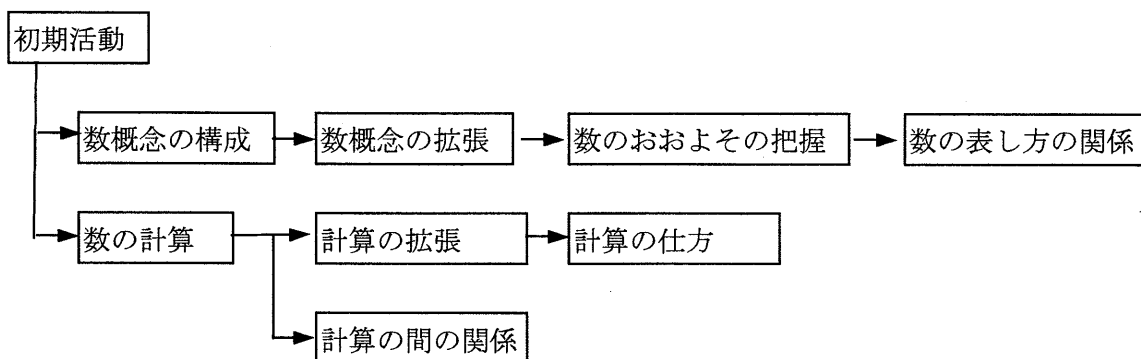 初期活動
数概念の構成
数概念の拡張
数のおおよその把握
数の表し方の関係
数の計算
計算の拡張
計算の仕方
計算の間の関係